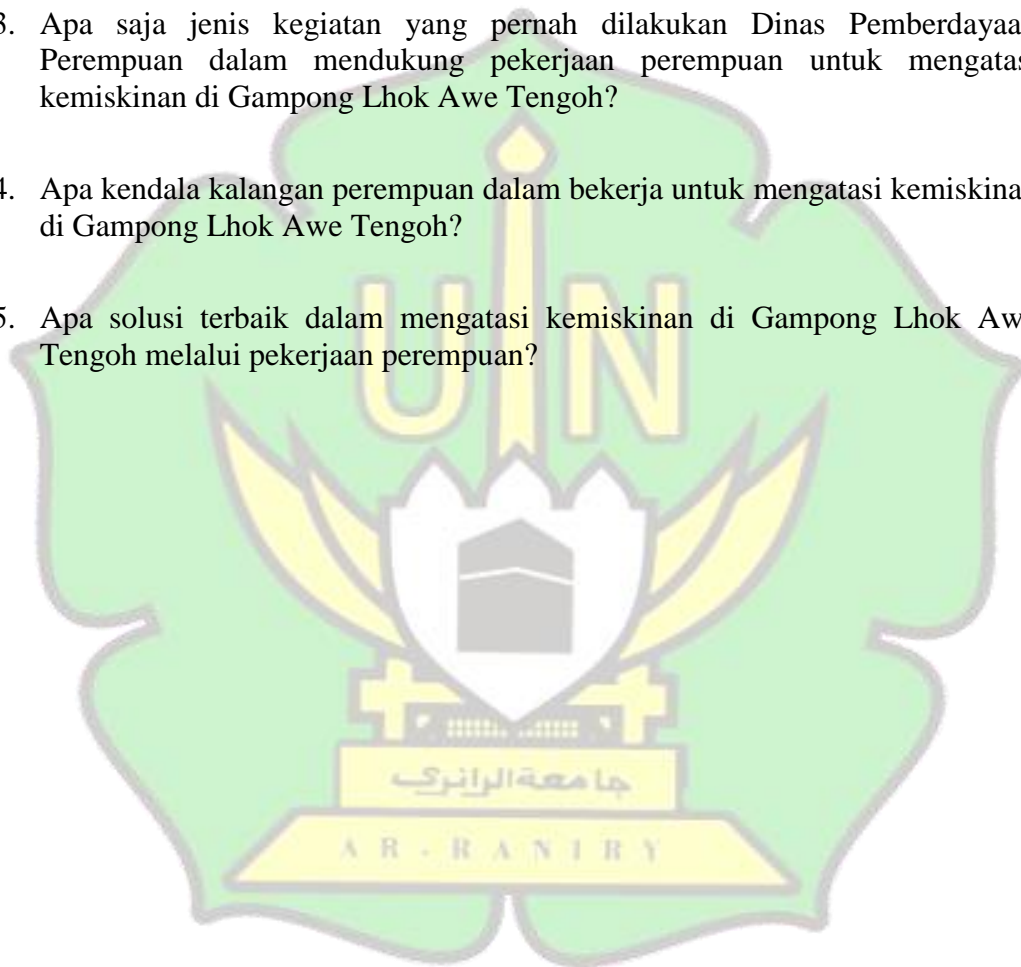 3. Apa saja jenis kegiatan yang pernah dilakukan Dinas Pemberdayaa
Perempuan dalam mendukung pekerjaan perempuan untuk mengatas
kemiskinan di Gampong Lhok Awe Tengoh?
4. Apa kendala kalangan perempuan dalam bekerja untuk mengatasi kemiskina
di Gampong Lhok Awe Tengoh?
5. Apa solusi terbaik dalam mengatasi kemiskinan di Gampong Lhok Aw
Tengoh melalui pekerjaan perempuan?
UIN
جامعة الرانري
AR-RANIRY